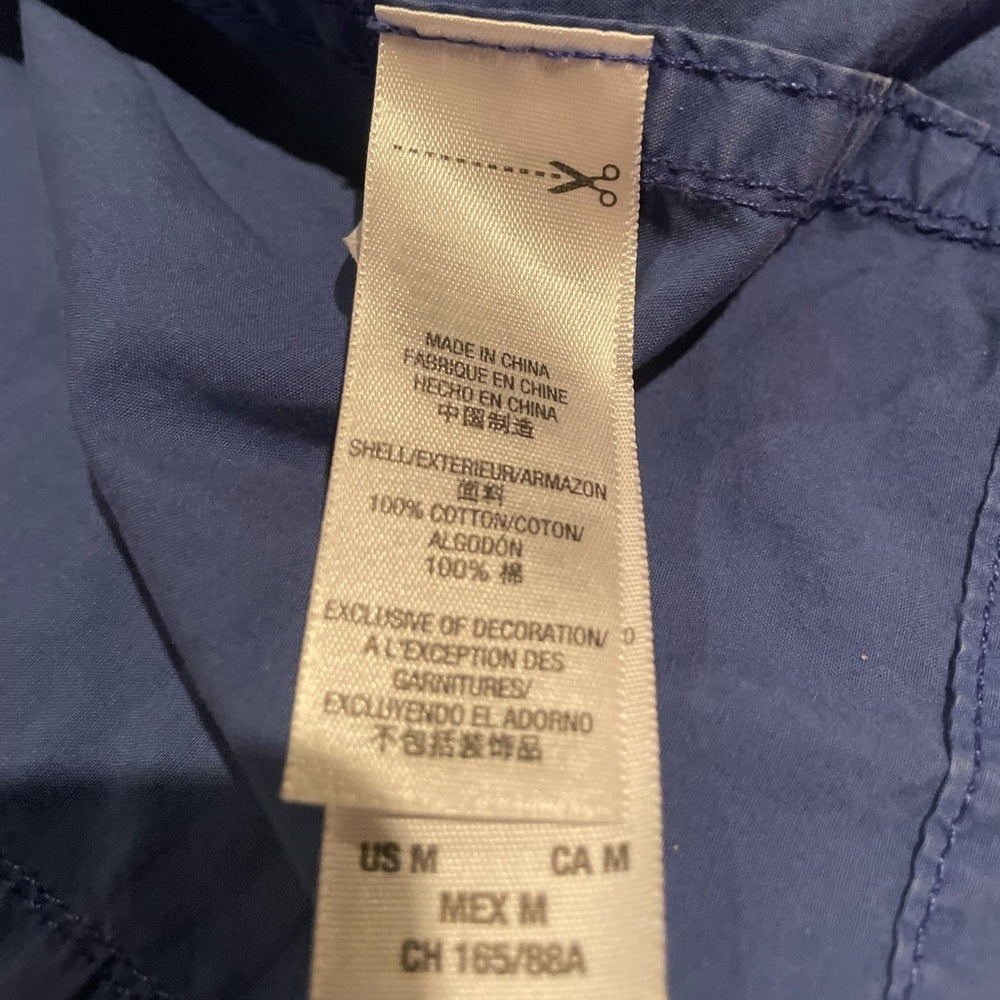 MADE IN CHINA
FABRIQUE EN CHINE
HECHO EN CHINA
中國制造
SHELL/EXTERIEUR/ARMAZON
面料
100% COTTON/COTON/
ALGODÓN
100% 棉
EXCLUSIVE OF DECORATION/
A L'EXCEPTION DES
GARNITURES/
EXCLUYENDO EL ADORNO
不包括装饰品
US M CA M
MEX M
CH 165/88A